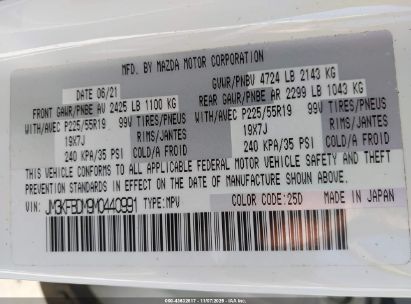 MFD. BY MAZDA MOTOR CORPORATION
DATE 06/21 GVWR/PNBV 4724 LB 2143 KG
FRONT GAWR/PNBE AV 2425 LB 1100 KG REAR GAWR/PNBE AR 2299 LB 1043 KG
WITH/AVEC P225/55R19 99V TIRES/PNEUS WITH/AVEC P225/55R19 99V TIRES/PNEUS
19X7J RIMS/JANTES 19X7J RIMS/JANTES
240 KPA/35 PSI COLD/A FROID 240 KPA/35 PSI COLD/A FROID
THIS VEHICLE CONFORMS TO ALL APPLICABLE FEDERAL MOTOR VEHICLE SAFETY AND THEFT
PREVENTION STANDARDS IN EFFECT ON THE DATE OF MANUFACTURE SHOWN ABOVE.
VIN: JM3KFBDM9M0440991 TYPE:MPV COLOR CODE:25D MADE IN JAPAN